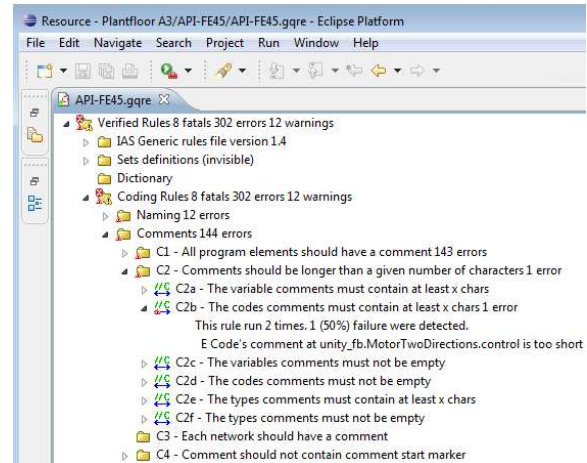 Resource - Plantfloor A3/API-FE45/API-FE45.gqre - Eclipse Platform
File Edit Navigate Search Project Run Window Help
API-FE45.gqre
Verified Rules 8 fatals 302 errors 12 warnings
IAS Generic rules file version 1.4
Sets definitions (invisible)
Dictionary
Coding Rules 8 fatals 302 errors 12 warnings
Naming 12 errors
Comments 144 errors
C1 - All program elements should have a comment 143 errors
C2 - Comments should be longer than a given number of characters 1 error
C2a - The variable comments must contain at least x chars
C2b - The codes comments must contain at least x chars 1 error
This rule run 2 times. 1 (50%) failure were detected.
E Code's comment at unity_fb.MotorTwoDirections.control is too short
C2c - The variables comments must not be empty
C2d - The codes comments must not be empty
C2e - The types comments must contain at least x chars
C2f - The types comments must not be empty
C3 - Each network should have a comment
C4 - Comment should not contain comment start marker